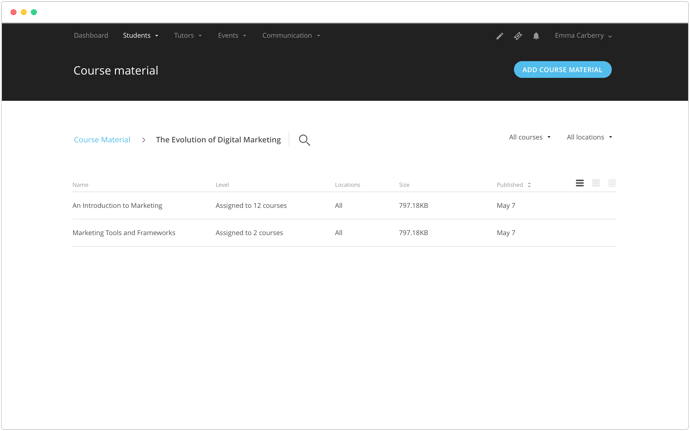 Dashboard Students Tutors Events Communication Emma Carberry
Course material ADD COURSE MATERIAL
Course Material > The Evolution of Digital Marketing All courses All locations
Name Level Locations Size Published
An Introduction to Marketing Assigned to 12 courses All 797.18KB May 7
Marketing Tools and Frameworks Assigned to 2 courses All 797.18KB May 7